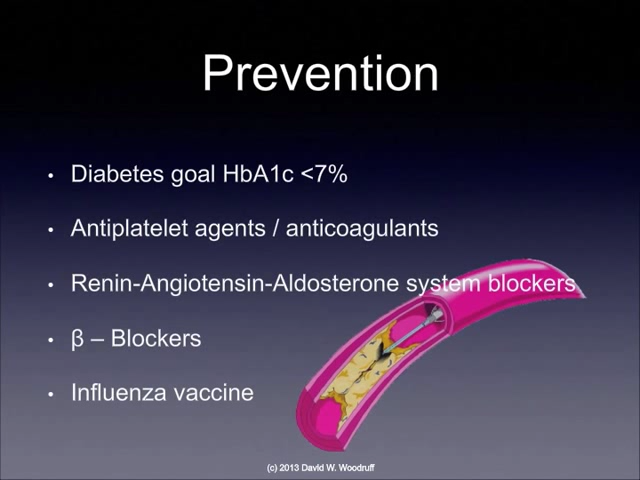 Prevention
• Diabetes goal HbA1c <7%
• Antiplatelet agents / anticoagulants
• Renin-Angiotensin-Aldosterone system blockers
• β – Blockers
• Influenza vaccine
(c) 2013 David W. Woodruff